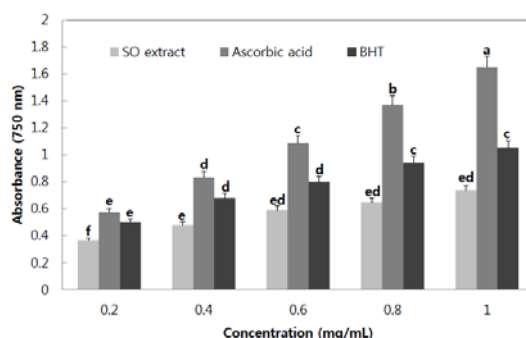 2
1.8
1.6
1.4
1.2
1
0.8
0.6
0.4
0.2
0
Absorbance (750 nm)
SO extract Ascorbic acid BHT
f e e
e d d
ed c d
ed b c
ed a c
0.2 0.4 0.6 0.8 1
Concentration (mg/mL)